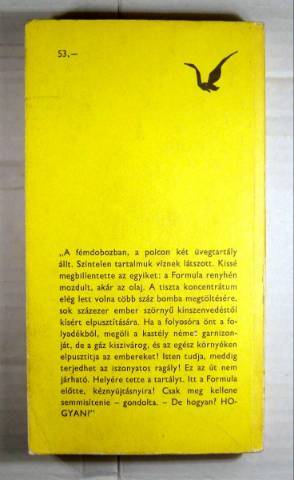 53,—
„A fémdobozban, a polcon két üvegtartály
állt. Színtelen tartalmuk víznek látszott. Kissé
megbillentette az egyiket: a Formula renyhén
mozdult, akár az olaj. A tiszta koncentrátum
elég lett volna több száz bomba megtöltésére,
sok százezer ember szörnyű kínszenvedéstől
kísért elpusztítására. Ha a folyosóra önt a fo-
lyadékból, megöli a kastély német garnizon-
ját, de a gáz kiszivárog, és az egész környéken
elpusztítja az embereket! Isten tudja, meddig
terjedhet az iszonyatos ragály! Ez az út nem
járható. Helyére tette a tartályt. Itt a Formula
előtte, kéznyújtásnyira! Csak meg kellene
semmisítenie – gondolta. – De hogyan? HO-
GYAN?"